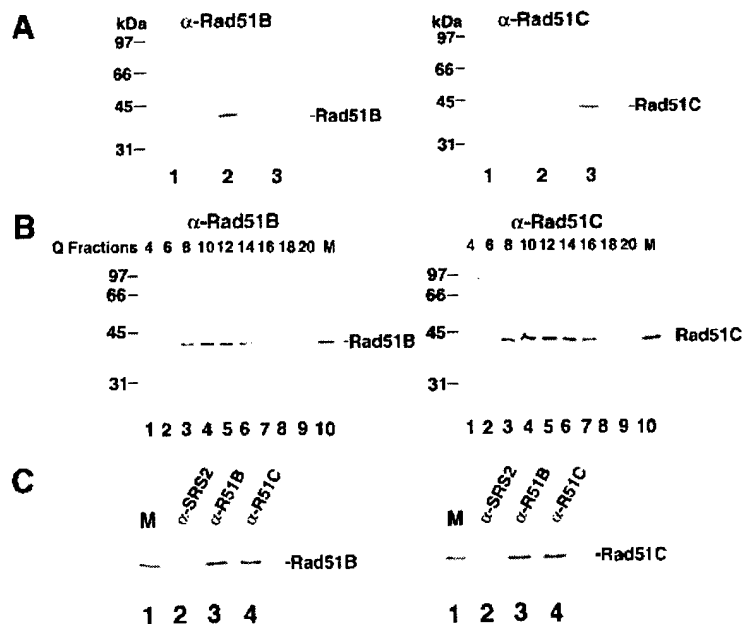 A
kDa α-Rad51B
97–
66–
45–
-Rad51B
31–
1 2 3
kDa α-Rad51C
97–
66–
45–
-Rad51C
31–
1 2 3
B
α-Rad51B
Q Fractions 4 6 8 10 12 14 16 18 20 M
97–
66–
45–
-Rad51B
31–
1 2 3 4 5 6 7 8 9 10
α-Rad51C
4 6 8 10 12 14 16 18 20 M
97–
66–
45–
Rad51C
31–
1 2 3 4 5 6 7 8 9 10
C
M α-SRS2 α-R51B α-R51C
-Rad51B
1 2 3 4
M α-SRS2 α-R51B α-R51C
-Rad51C
1 2 3 4